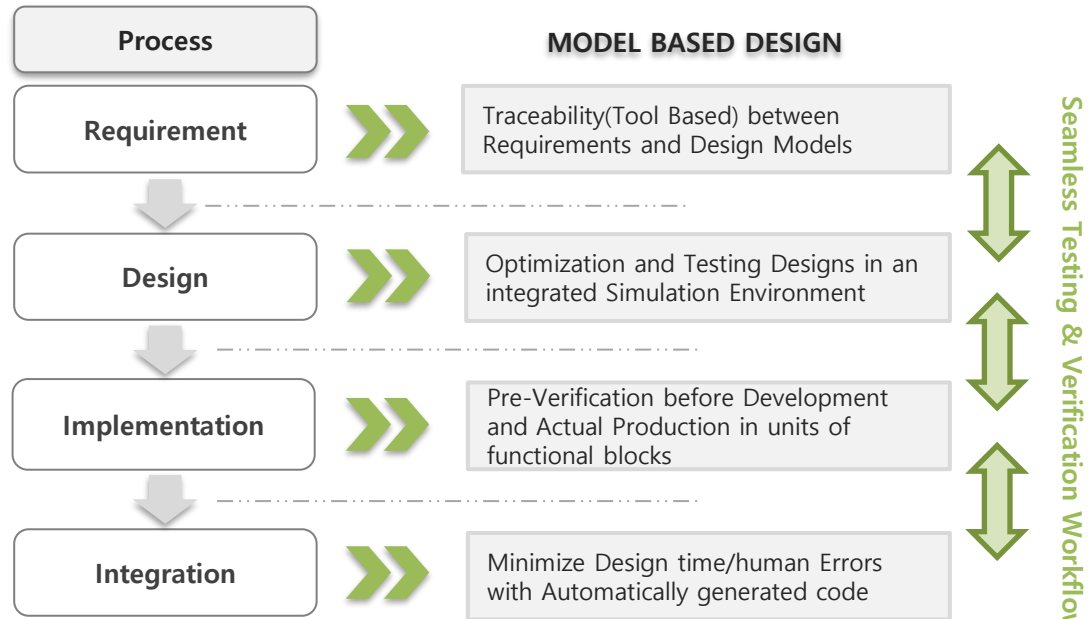 Process
MODEL BASED DESIGN
Requirement
Traceability(Tool Based) between
Requirements and Design Models
Design
Optimization and Testing Designs in an
integrated Simulation Environment
Implementation
Pre-Verification before Development
and Actual Production in units of
functional blocks
Integration
Minimize Design time/human Errors
with Automatically generated code
Seamless Testing & Verification Workflow